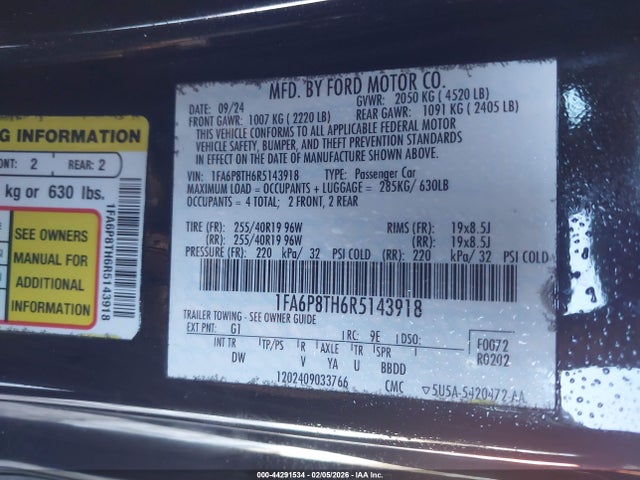 MFD. BY FORD MOTOR CO.
DATE: 09/24 GVWR: 2050 KG ( 4520 LB)
FRONT GAWR: 1007 KG ( 2220 LB) REAR GAWR: 1091 KG ( 2405 LB)
THIS VEHICLE CONFORMS TO ALL APPLICABLE FEDERAL MOTOR
VEHICLE SAFETY, BUMPER, AND THEFT PREVENTION STANDARDS
IN EFFECT ON THE DATE OF MANUFACTURE SHOWN ABOVE.
VIN: 1FA6P8TH6R5143918 TYPE: Passenger Car
MAXIMUM LOAD = OCCUPANTS + LUGGAGE = 285KG/ 630LB
OCCUPANTS = 4 TOTAL; 2 FRONT, 2 REAR
TIRE (FR): 255/40R19 96W RIMS (FR): 19x8.5J
(RR): 255/40R19 96W (RR): 19x8.5J
PRESSURE (FR): 220 kPa/ 32 PSI COLD (RR): 220 kPa/ 32 PSI COLD
1FA6P8TH6R5143918
TRAILER TOWING - SEE OWNER GUIDE
EXT PNT: G1 RC: 9E DSO: F0072
INT TR TP/PS R AXLE TR SPR R0202
DW V YA U BBDD
1202409033766 CMC 5U5A-5420472-AA
G INFORMATION
ONT: 2 REAR: 2
kg or 630 lbs.
SEE OWNERS
MANUAL FOR
ADDITIONAL
INFORMATION
1FA6P8TH6R5143918
000-44291534 - 02/05/2026 - IAA Inc.